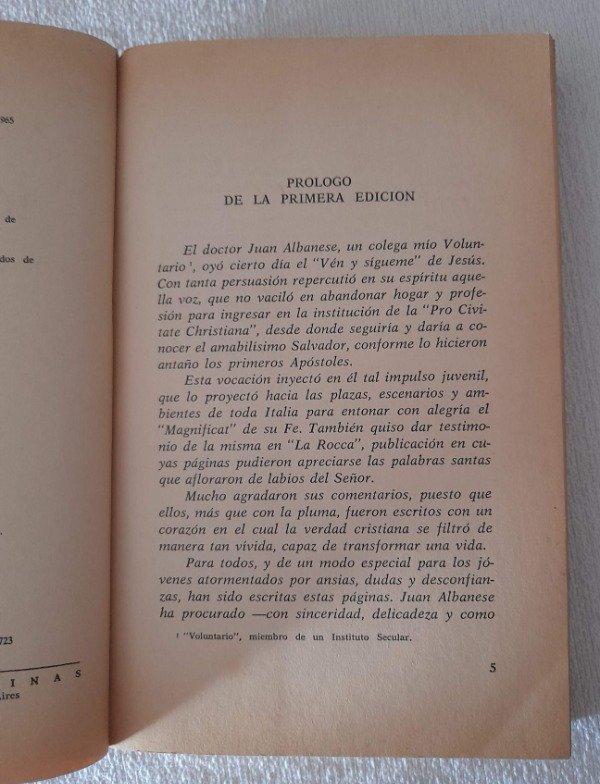 965
de
dos de
723
I N A S
ires
PROLOGO
DE LA PRIMERA EDICION
El doctor Juan Albanese, un colega mío Volun-
tario ¹, oyó cierto día el "Vén y sígueme" de Jesús.
Con tanta persuasión repercutió en su espíritu aque-
lla voz, que no vaciló en abandonar hogar y profe-
sión para ingresar en la institución de la "Pro Civi-
tate Christiana", desde donde seguiría y daría a co-
nocer el amabilísimo Salvador, conforme lo hicieron
antaño los primeros Apóstoles.
Esta vocación inyectó en él tal impulso juvenil,
que lo proyectó hacia las plazas, escenarios y am-
bientes de toda Italia para entonar con alegría el
"Magnificat" de su Fe. También quiso dar testimo-
nio de la misma en "La Rocca", publicación en cu-
yas páginas pudieron apreciarse las palabras santas
que afloraron de labios del Señor.
Mucho agradaron sus comentarios, puesto que
ellos, más que con la pluma, fueron escritos con un
corazón en el cual la verdad cristiana se filtró de
manera tan vívida, capaz de transformar una vida.
Para todos, y de un modo especial para los jó-
venes atormentados por ansias, dudas y desconfian-
zas, han sido escritas estas páginas. Juan Albanese
ha procurado —con sinceridad, delicadeza y como
¹ "Voluntario", miembro de un Instituto Secular.
5